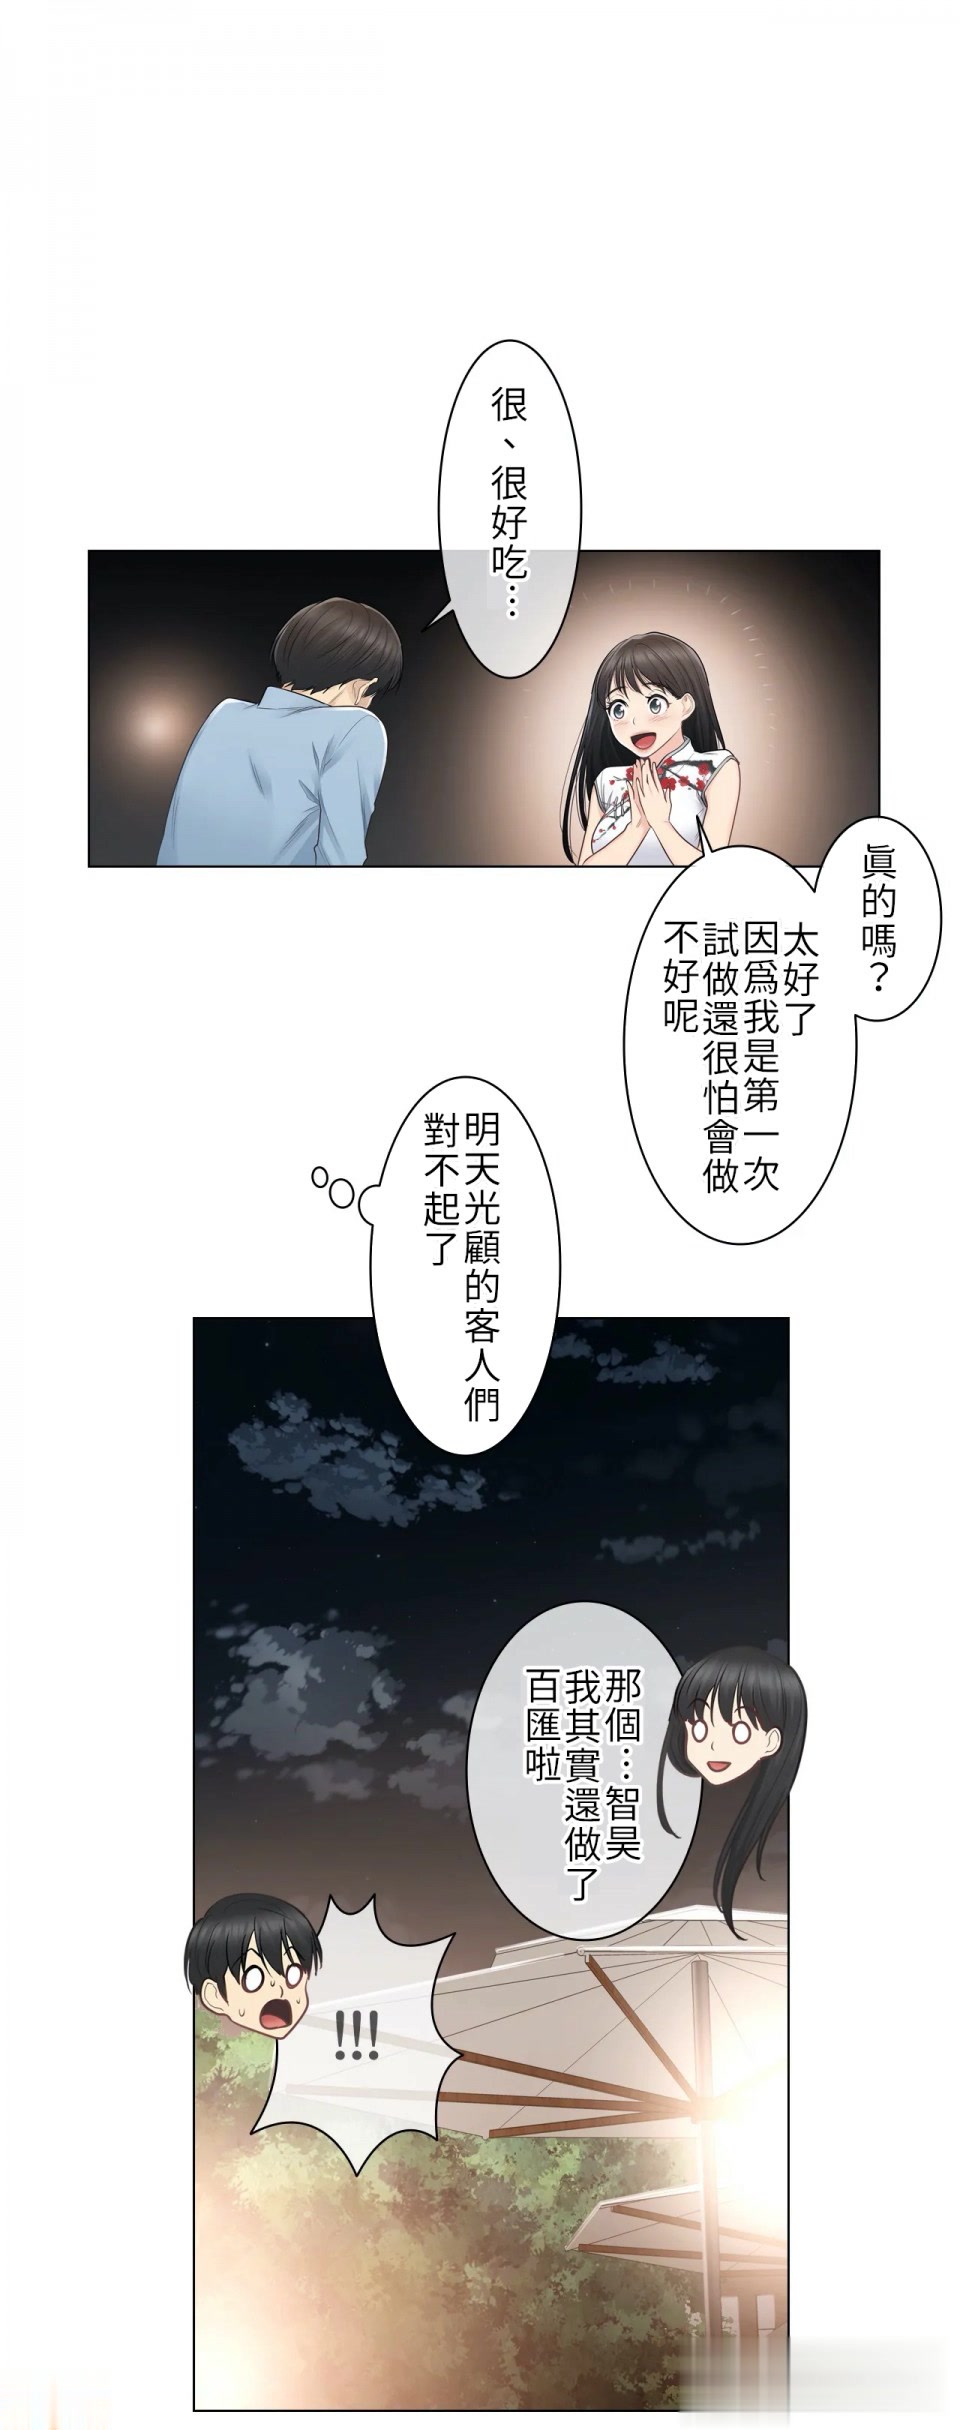 很、很好吃…
眞的嗎？
太好了
因爲我是第一次
試做還很怕會做
不好呢
明天光顧的客人們
對不起了
那個…智昊
我其實還做了
百匯啦
!!!